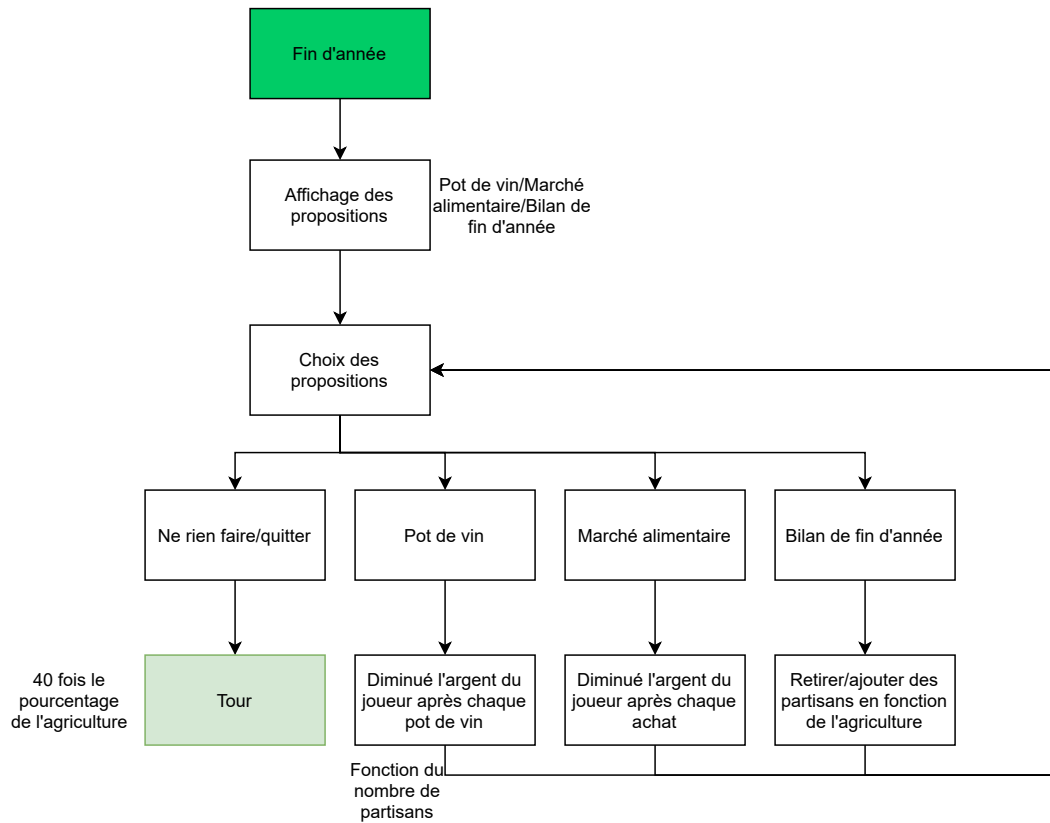 Fin d'année
Affichage des
propositions
Pot de vin/Marché
alimentaire/Bilan de
fin d'année
Choix des
propositions
Ne rien faire/quitter
Pot de vin
Marché alimentaire
Bilan de fin d'année
40 fois le
pourcentage
de l'agriculture
Tour
Diminué l'argent du
joueur après chaque
pot de vin
Diminué l'argent du
joueur après chaque
achat
Retirer/ajouter des
partisans en fonction
de l'agriculture
Fonction du
nombre de
partisans